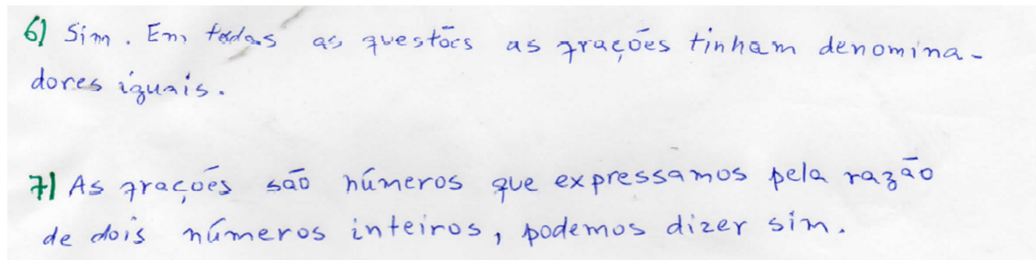 6) Sim. Em todas as questões as frações tinham denomina-
dores iguais.
7) As frações são números que expressamos pela razão
de dois números inteiros, podemos dizer sim.